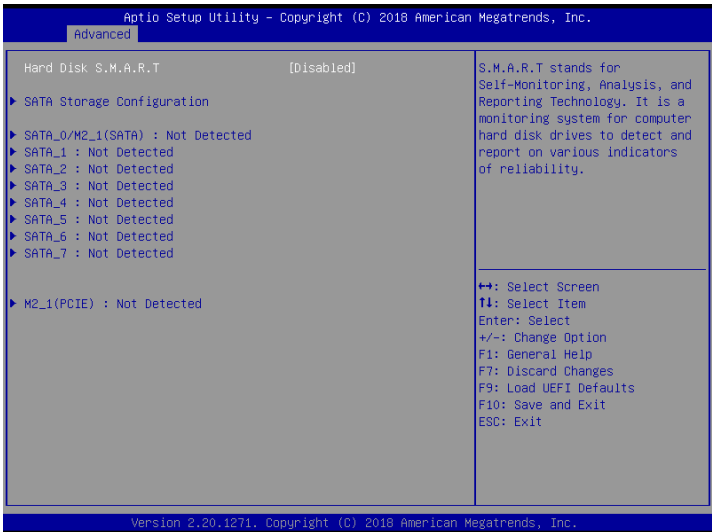 Aptio Setup Utility – Copyright (C) 2018 American Megatrends, Inc.
Advanced
Hard Disk S.M.A.R.T [Disabled]
SATA Storage Configuration
SATA_0/M2_1(SATA) : Not Detected
SATA_1 : Not Detected
SATA_2 : Not Detected
SATA_3 : Not Detected
SATA_4 : Not Detected
SATA_5 : Not Detected
SATA_6 : Not Detected
SATA_7 : Not Detected
M2_1(PCIE) : Not Detected
S.M.A.R.T stands for
Self-Monitoring, Analysis, and
Reporting Technology. It is a
monitoring system for computer
hard disk drives to detect and
report on various indicators
of reliability.
↔: Select Screen
↑↓: Select Item
Enter: Select
+/-: Change Option
F1: General Help
F7: Discard Changes
F9: Load UEFI Defaults
F10: Save and Exit
ESC: Exit
Version 2.20.1271. Copyright (C) 2018 American Megatrends, Inc.